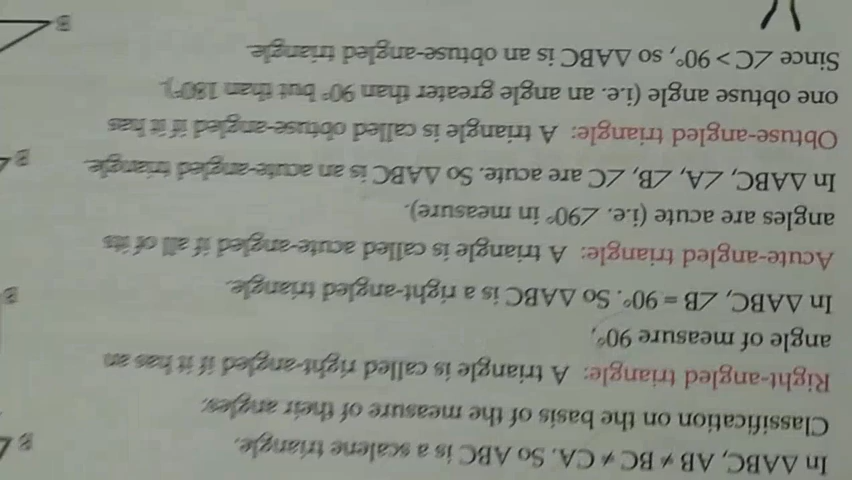 In ΔABC, AB ≠ BC ≠ CA. So ABC is a scalene triangle.
Classification on the basis of the measure of their angles.
Right-angled triangle: A triangle is called right-angled if it has an
angle of measure 90°.
In ΔABC, ∠B = 90°. So ΔABC is a right-angled triangle.
Acute-angled triangle: A triangle is called acute-angled if all of its
angles are acute (i.e. ∠90° in measure).
In ΔABC, ∠A, ∠B, ∠C are acute. So ΔABC is an acute-angled triangle.
Obtuse-angled triangle: A triangle is called obtuse-angled if it has
one obtuse angle (i.e. an angle greater than 90° but than 180°).
Since ∠C > 90°, so ΔABC is an obtuse-angled triangle.
B
B
B
B